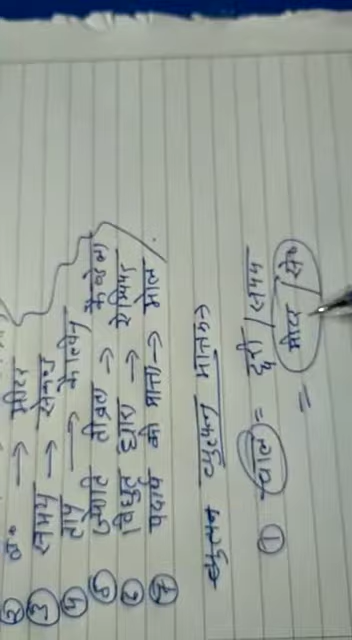 ② ल० → मीटर
③ समय → सेकण्ड
④ ताप → केल्विन
⑤ ज्योति तीव्रता → कैण्डेला
⑥ विधुत धारा → ऐम्पियर
⑦ पदार्थ की मात्रा → मोल
व्युत्पन्न मात्रक
① चाल = दूरी / समय
= मीटर / से०